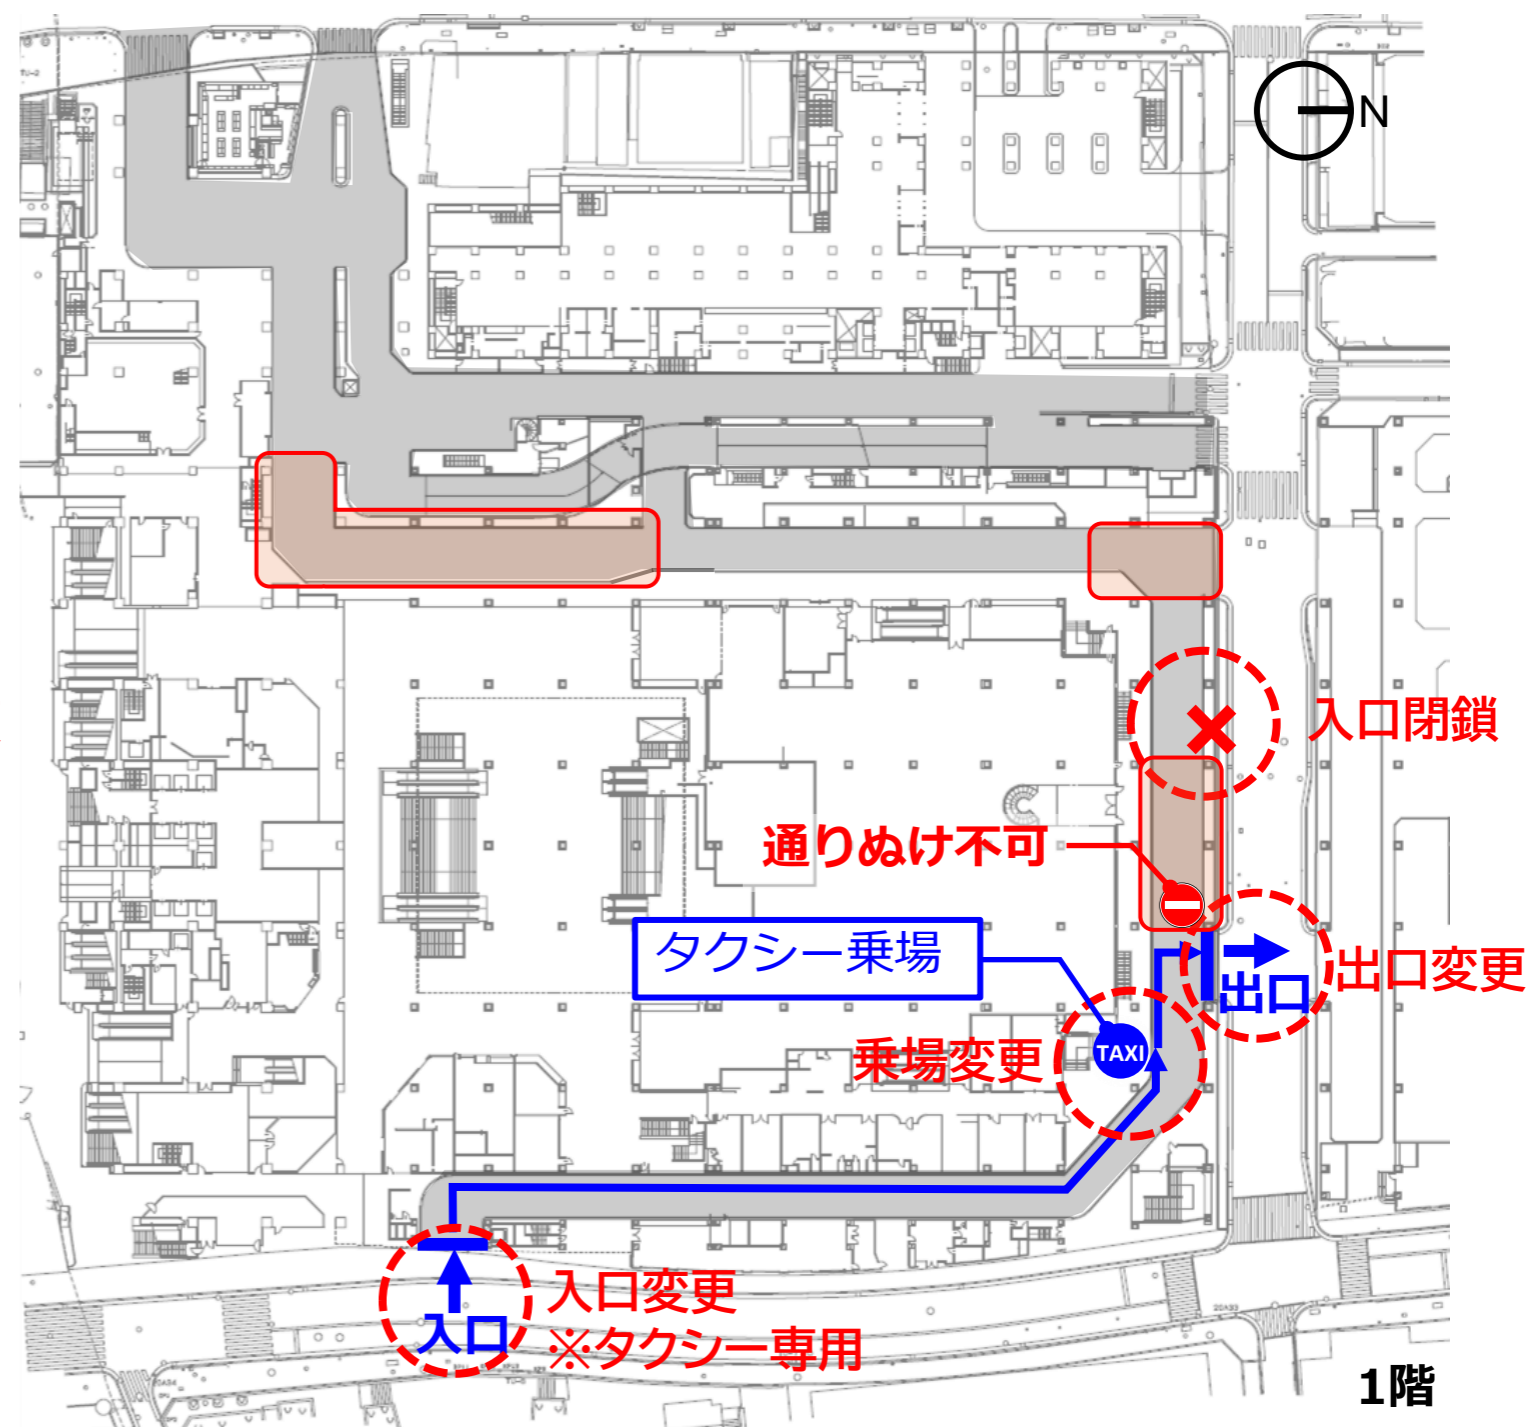 N
入口閉鎖
通りぬけ不可
タクシー乗場
出口
出口変更
乗場変更
TAXI
入口
入口変更
※タクシー専用
1階